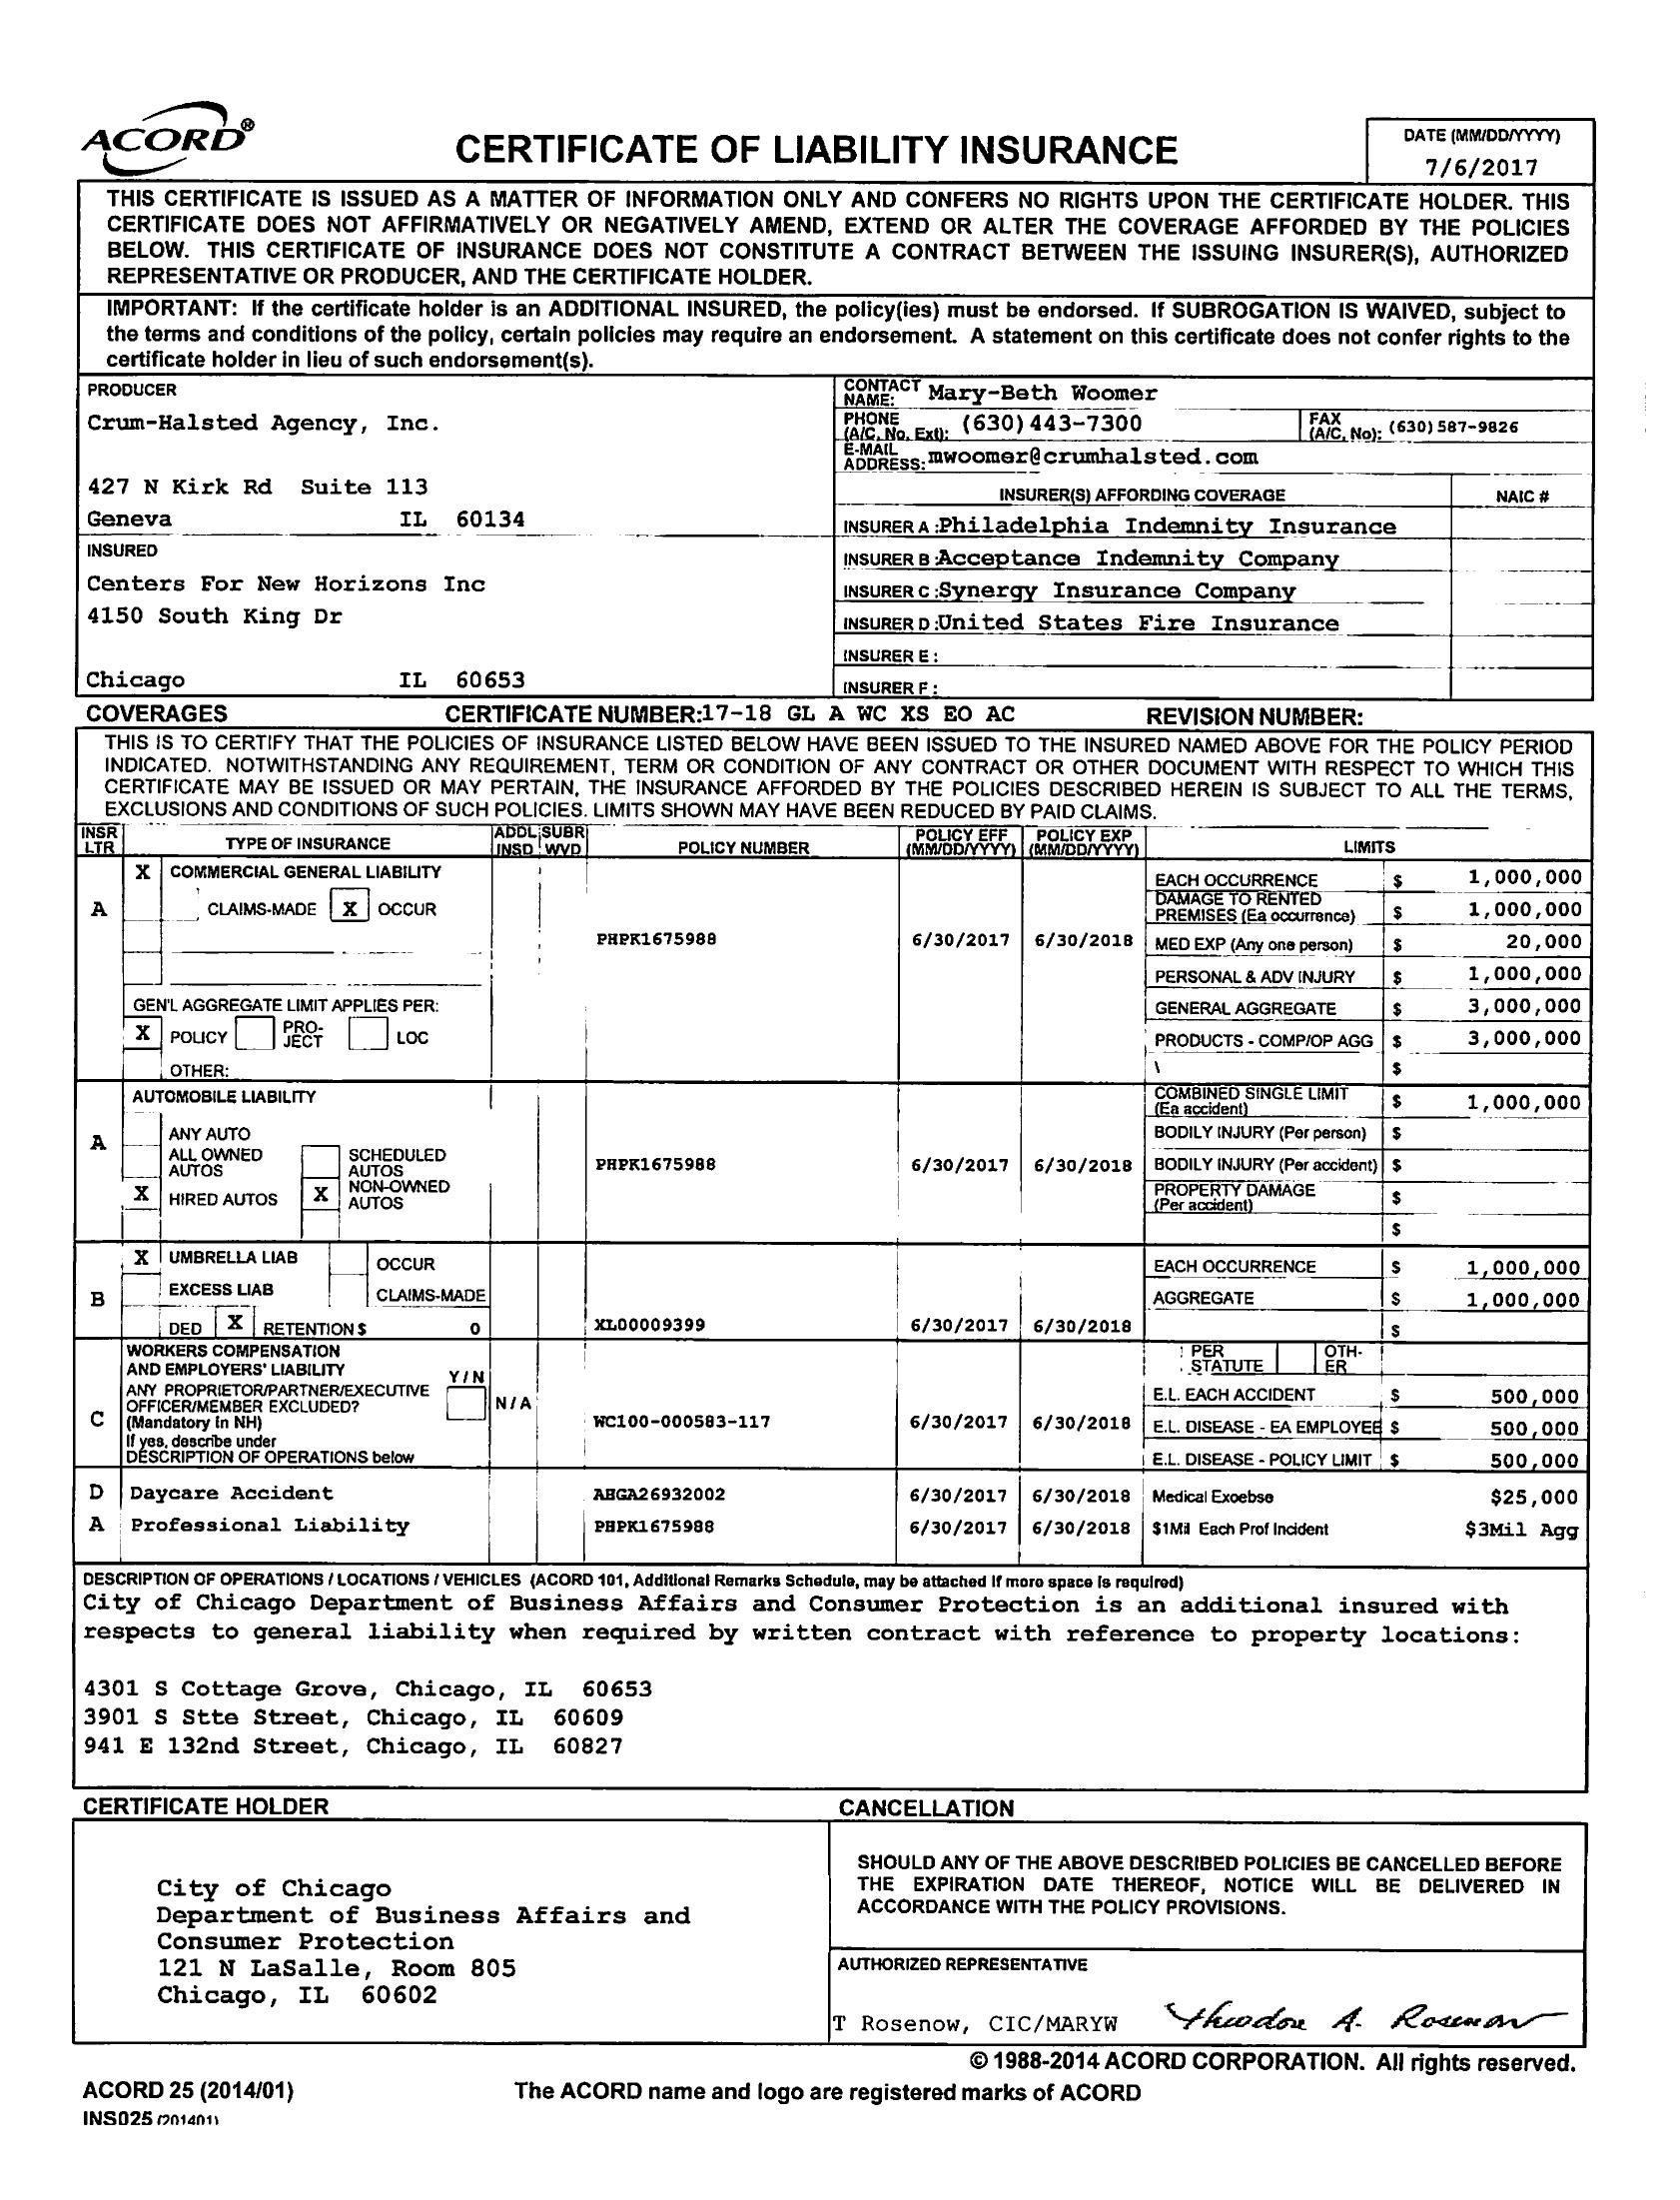 ACORD®
CERTIFICATE OF LIABILITY INSURANCE
DATE (MM/DD/YYYY)
7/6/2017
THIS CERTIFICATE IS ISSUED AS A MATTER OF INFORMATION ONLY AND CONFERS NO RIGHTS UPON THE CERTIFICATE HOLDER. THIS
CERTIFICATE DOES NOT AFFIRMATIVELY OR NEGATIVELY AMEND, EXTEND OR ALTER THE COVERAGE AFFORDED BY THE POLICIES
BELOW. THIS CERTIFICATE OF INSURANCE DOES NOT CONSTITUTE A CONTRACT BETWEEN THE ISSUING INSURER(S), AUTHORIZED
REPRESENTATIVE OR PRODUCER, AND THE CERTIFICATE HOLDER.
IMPORTANT: If the certificate holder is an ADDITIONAL INSURED, the policy(ies) must be endorsed. If SUBROGATION IS WAIVED, subject to
the terms and conditions of the policy, certain policies may require an endorsement. A statement on this certificate does not confer rights to the
certificate holder in lieu of such endorsement(s).
PRODUCER
Crum-Halsted Agency, Inc.
427 N Kirk Rd Suite 113
Geneva IL 60134
CONTACT NAME: Mary-Beth Woomer
PHONE (A/C, No, Ext): (630)443-7300
FAX (A/C, No): (630)587-9826
E-MAIL ADDRESS: mwoomer@crumhalsted.com
INSURER(S) AFFORDING COVERAGE NAIC #
INSURER A :Philadelphia Indemnity Insurance
INSURED
Centers For New Horizons Inc
4150 South King Dr
Chicago IL 60653
INSURER B :Acceptance Indemnity Company
INSURER C :Synergy Insurance Company
INSURER D :United States Fire Insurance
INSURER E :
INSURER F :
COVERAGES CERTIFICATE NUMBER:17-18 GL A WC XS EO AC REVISION NUMBER:
THIS IS TO CERTIFY THAT THE POLICIES OF INSURANCE LISTED BELOW HAVE BEEN ISSUED TO THE INSURED NAMED ABOVE FOR THE POLICY PERIOD
INDICATED. NOTWITHSTANDING ANY REQUIREMENT, TERM OR CONDITION OF ANY CONTRACT OR OTHER DOCUMENT WITH RESPECT TO WHICH THIS
CERTIFICATE MAY BE ISSUED OR MAY PERTAIN, THE INSURANCE AFFORDED BY THE POLICIES DESCRIBED HEREIN IS SUBJECT TO ALL THE TERMS,
EXCLUSIONS AND CONDITIONS OF SUCH POLICIES. LIMITS SHOWN MAY HAVE BEEN REDUCED BY PAID CLAIMS.
INSR LTR TYPE OF INSURANCE ADDL INSD SUBR WVD POLICY NUMBER POLICY EFF (MM/DD/YYYY) POLICY EXP (MM/DD/YYYY) LIMITS
X COMMERCIAL GENERAL LIABILITY EACH OCCURRENCE $ 1,000,000
A CLAIMS-MADE X OCCUR DAMAGE TO RENTED PREMISES (Ea occurrence) $ 1,000,000
PHPK1675988 6/30/2017 6/30/2018 MED EXP (Any one person) $ 20,000
PERSONAL & ADV INJURY $ 1,000,000
GEN'L AGGREGATE LIMIT APPLIES PER: GENERAL AGGREGATE $ 3,000,000
X POLICY PRO-JECT LOC PRODUCTS - COMP/OP AGG $ 3,000,000
OTHER: $
AUTOMOBILE LIABILITY COMBINED SINGLE LIMIT (Ea accident) $ 1,000,000
A ANY AUTO BODILY INJURY (Per person) $
ALL OWNED AUTOS SCHEDULED AUTOS PHPK1675988 6/30/2017 6/30/2018 BODILY INJURY (Per accident) $
X HIRED AUTOS X NON-OWNED AUTOS PROPERTY DAMAGE (Per accident) $
$
X UMBRELLA LIAB OCCUR EACH OCCURRENCE $ 1,000,000
B EXCESS LIAB CLAIMS-MADE AGGREGATE $ 1,000,000
DED X RETENTION $ 0 XL00009399 6/30/2017 6/30/2018 $
WORKERS COMPENSATION PER STATUTE OTH-ER
AND EMPLOYERS' LIABILITY Y / N
ANY PROPRIETOR/PARTNER/EXECUTIVE N / A E.L. EACH ACCIDENT $ 500,000
OFFICER/MEMBER EXCLUDED?
C (Mandatory in NH) WC100-000583-117 6/30/2017 6/30/2018 E.L. DISEASE - EA EMPLOYEE $ 500,000
If yes, describe under
DESCRIPTION OF OPERATIONS below E.L. DISEASE - POLICY LIMIT $ 500,000
D Daycare Accident AHGA26932002 6/30/2017 6/30/2018 Medical Exoebse $25,000
A Professional Liability PHPK1675988 6/30/2017 6/30/2018 $1Mil Each Prof Incident $3Mil Agg
DESCRIPTION OF OPERATIONS / LOCATIONS / VEHICLES (ACORD 101, Additional Remarks Schedule, may be attached if more space is required)
City of Chicago Department of Business Affairs and Consumer Protection is an additional insured with
respects to general liability when required by written contract with reference to property locations:
4301 S Cottage Grove, Chicago, IL 60653
3901 S Stte Street, Chicago, IL 60609
941 E 132nd Street, Chicago, IL 60827
CERTIFICATE HOLDER
City of Chicago
Department of Business Affairs and
Consumer Protection
121 N LaSalle, Room 805
Chicago, IL 60602
CANCELLATION
SHOULD ANY OF THE ABOVE DESCRIBED POLICIES BE CANCELLED BEFORE
THE EXPIRATION DATE THEREOF, NOTICE WILL BE DELIVERED IN
ACCORDANCE WITH THE POLICY PROVISIONS.
AUTHORIZED REPRESENTATIVE
T Rosenow, CIC/MARYW Theodore A. Rosenow
© 1988-2014 ACORD CORPORATION. All rights reserved.
ACORD 25 (2014/01) The ACORD name and logo are registered marks of ACORD
INS025 (201401)